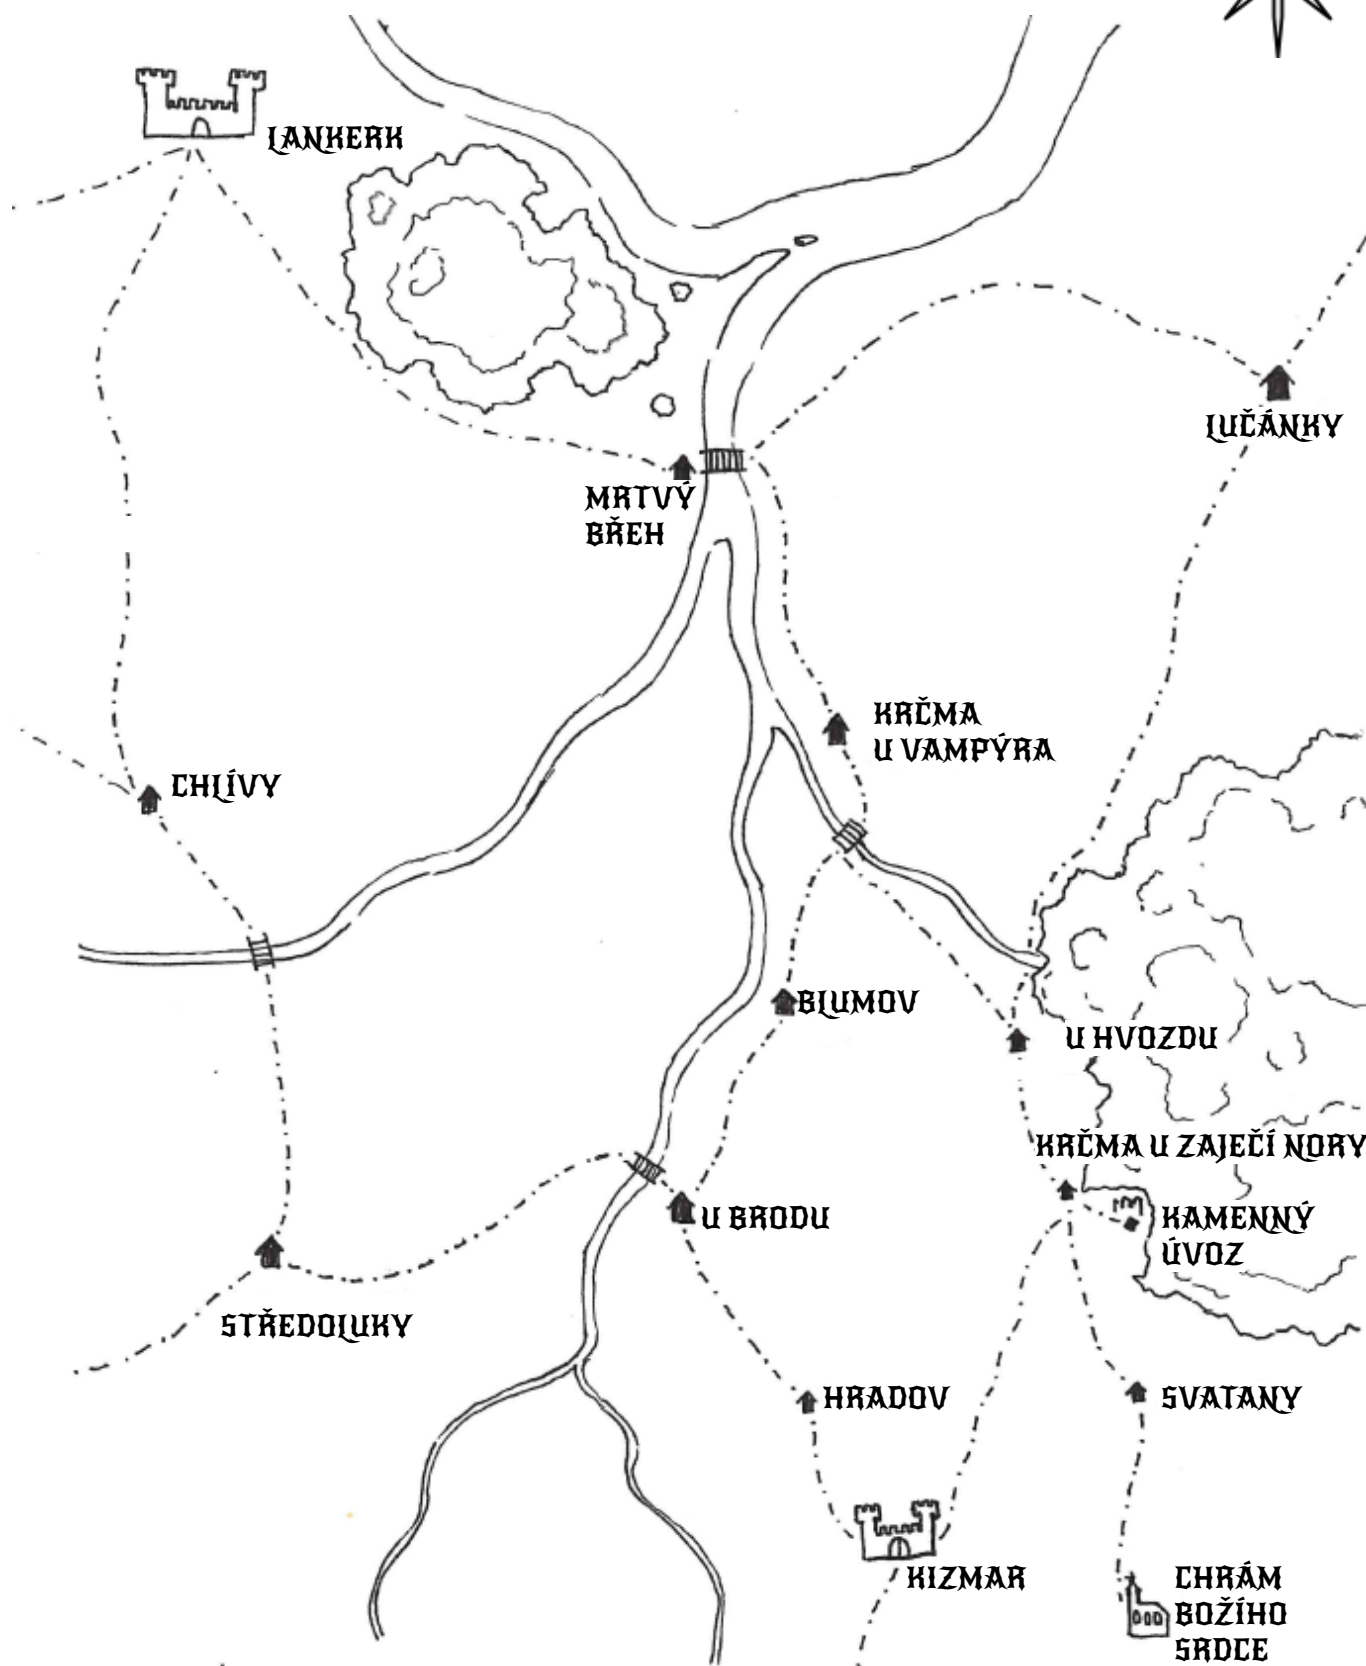 LANKERK
LUČÁNKY
MRTVÝ
BŘEH
KRČMA
U VAMPÝRA
CHLÍVY
BLUMOV
U HVOZDU
KRČMA U ZAJEČÍ NORY
U BRODU
KAMENNÝ
ÚVOZ
STŘEDOLUKY
HRADOV
SVATANY
KIZMAR
CHRÁM
BOŽÍHO
SRDCE